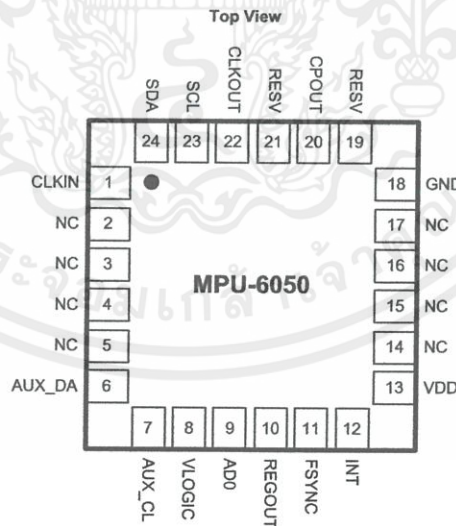 Top View
SDA SCL CLKOUT RESV CPOUT RESV
24 23 22 21 20 19
CLKIN 1 18 GND
NC 2 17 NC
NC 3 16 NC
MPU-6050
NC 4 15 NC
NC 5 14 NC
AUX_DA 6 13 VDD
7 8 9 10 11 12
AUX_CL VLOGIC AD0 REGOUT FSYNC INT